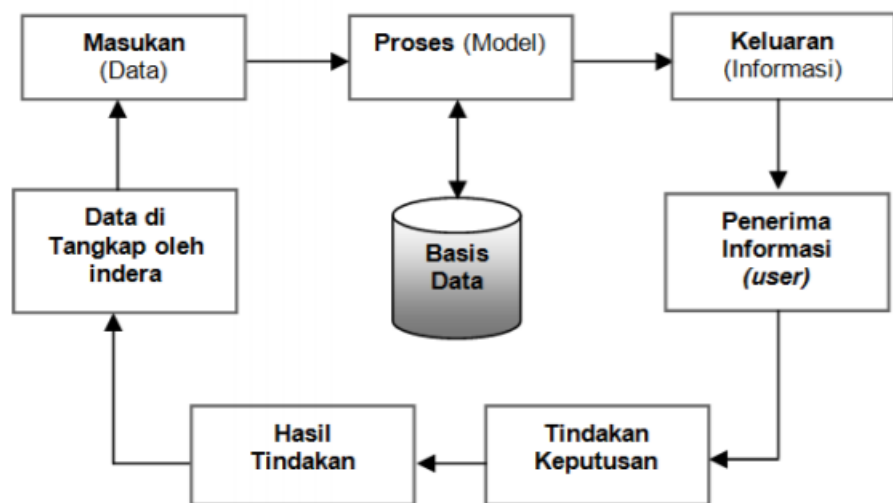 Masukan
(Data)
Proses (Model)
Keluaran
(Informasi)
Data di
Tangkap oleh
indera
Basis
Data
Penerima
Informasi
(user)
Hasil
Tindakan
Tindakan
Keputusan